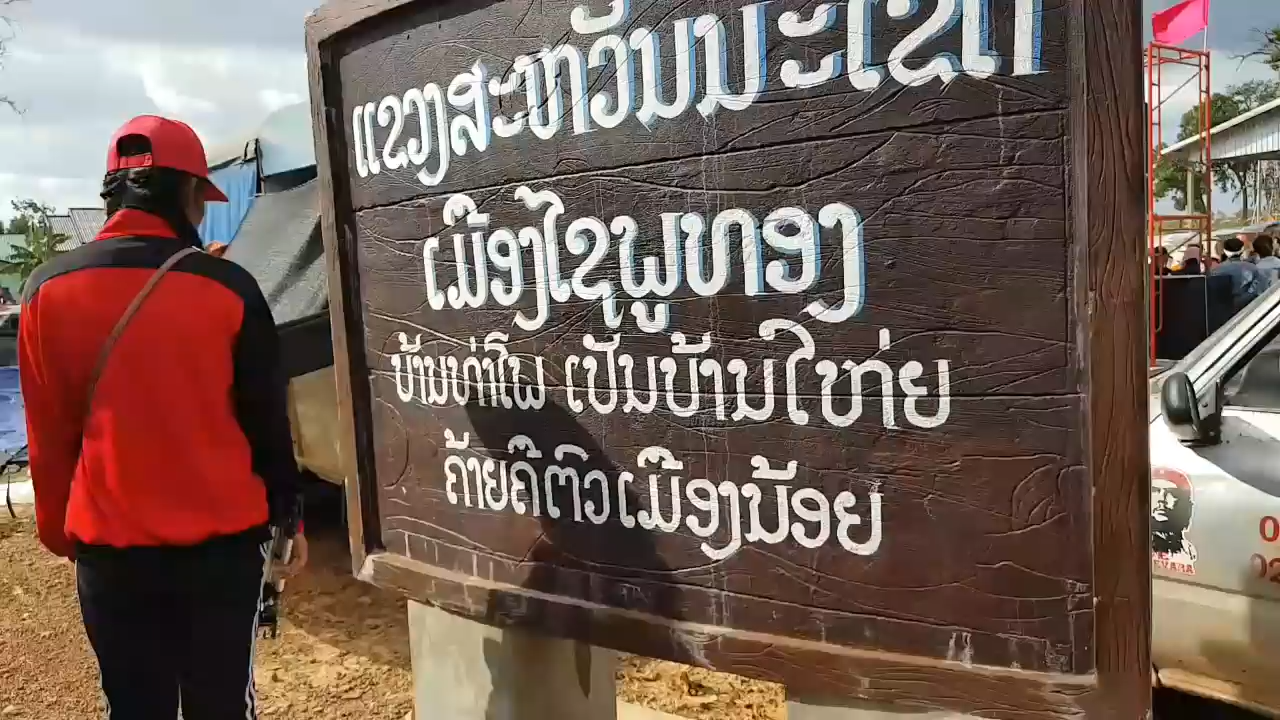 ແຂວງສະຫວັນນະເຂດ
ເມືອງໄຊພູທອງ
ບ້ານທ່າໂພ ເປັນບ້ານໃຫ່ຍ
ຄ້າຍຄືຕົວເມືອງນ້ອຍ